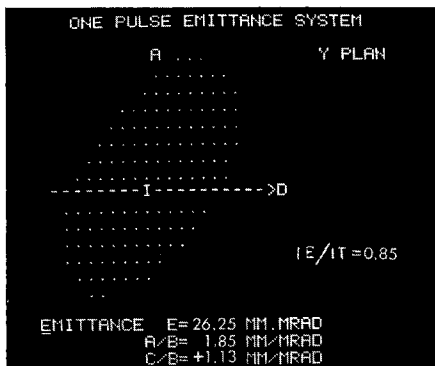 ONE PULSE EMITTANCE SYSTEM
A
Y PLAN
--------I---------->D
IE/IT=0.85
EMITTANCE E= 26.25 MM.MRAD
A/B= 1.85 MM/MRAD
C/B= +1.13 MM/MRAD